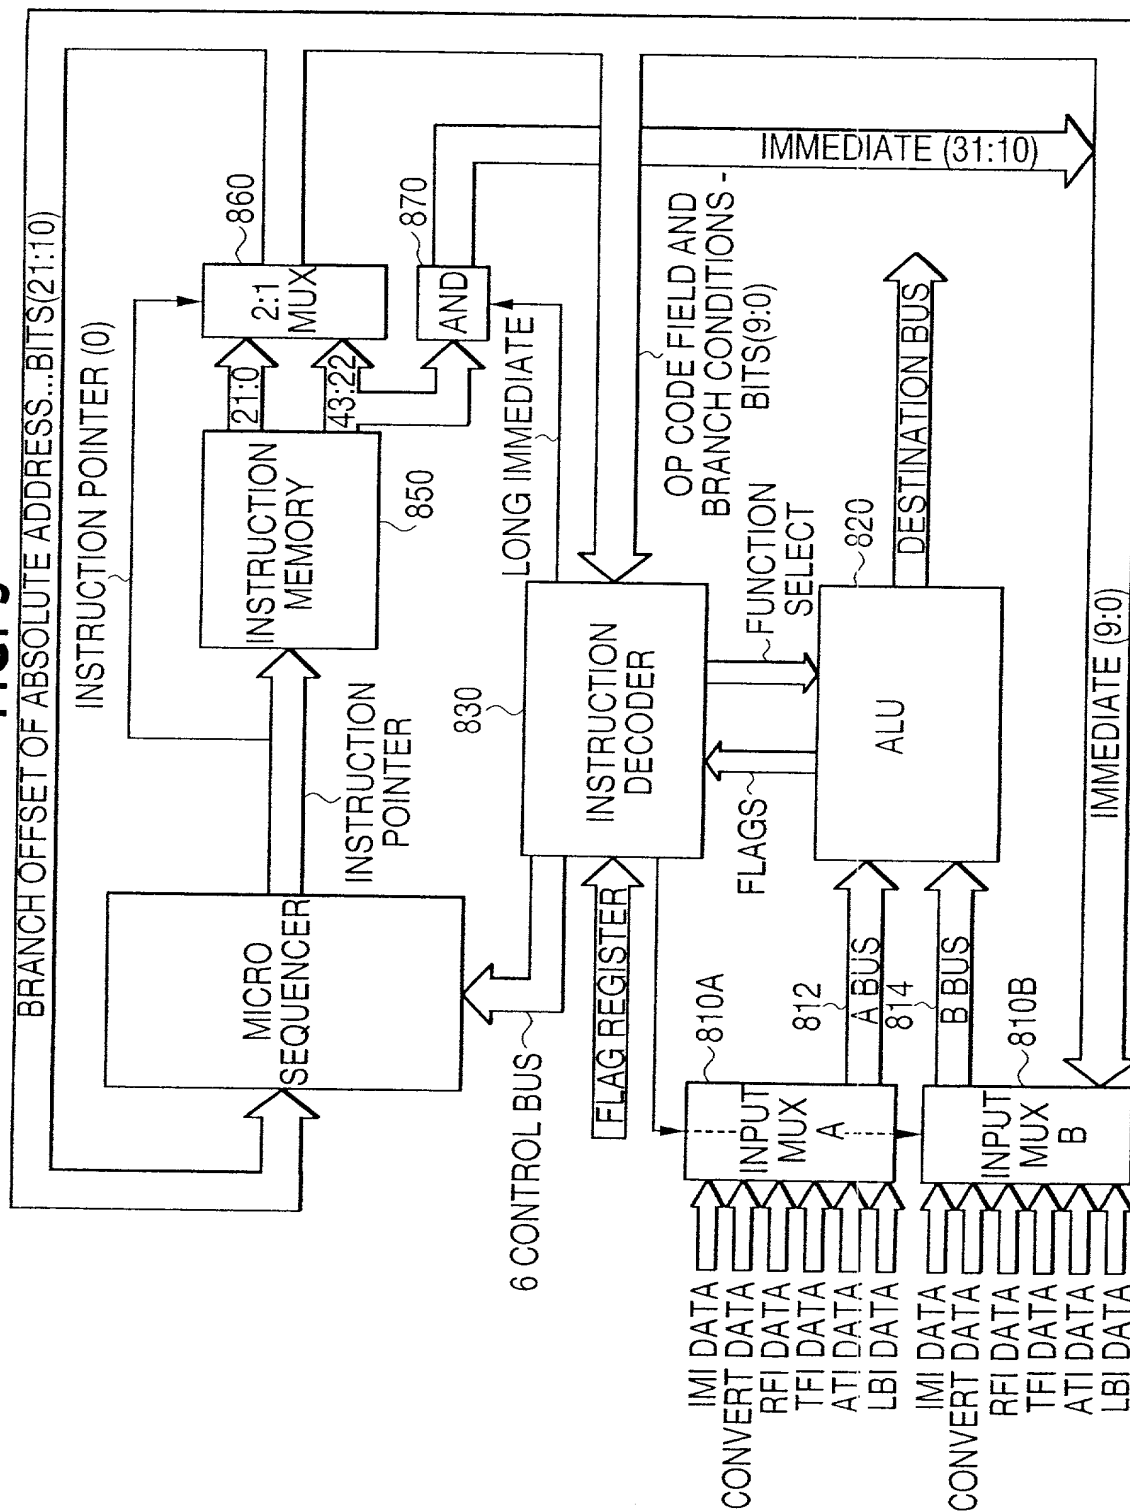 BRANCH OFFSET OF ABSOLUTE ADDRESS...BITS(21:10)
INSTRUCTION POINTER (0)
MICRO
SEQUENCER
INSTRUCTION
POINTER
INSTRUCTION
MEMORY
850
21:0
43:22
2:1
MUX
860
AND
870
LONG IMMEDIATE
IMMEDIATE (31:10)
6 CONTROL BUS
FLAG REGISTER
830
INSTRUCTION
DECODER
OP CODE FIELD AND
BRANCH CONDITIONS -
BITS(9:0)
FLAGS
FUNCTION
SELECT
820
ALU
DESTINATION BUS
810A
INPUT
MUX
A
812
A BUS
814
B BUS
810B
INPUT
MUX
B
IMMEDIATE (9:0)
IMI DATA
CONVERT DATA
RFI DATA
TFI DATA
ATI DATA
LBI DATA
IMI DATA
CONVERT DATA
RFI DATA
TFI DATA
ATI DATA
LBI DATA